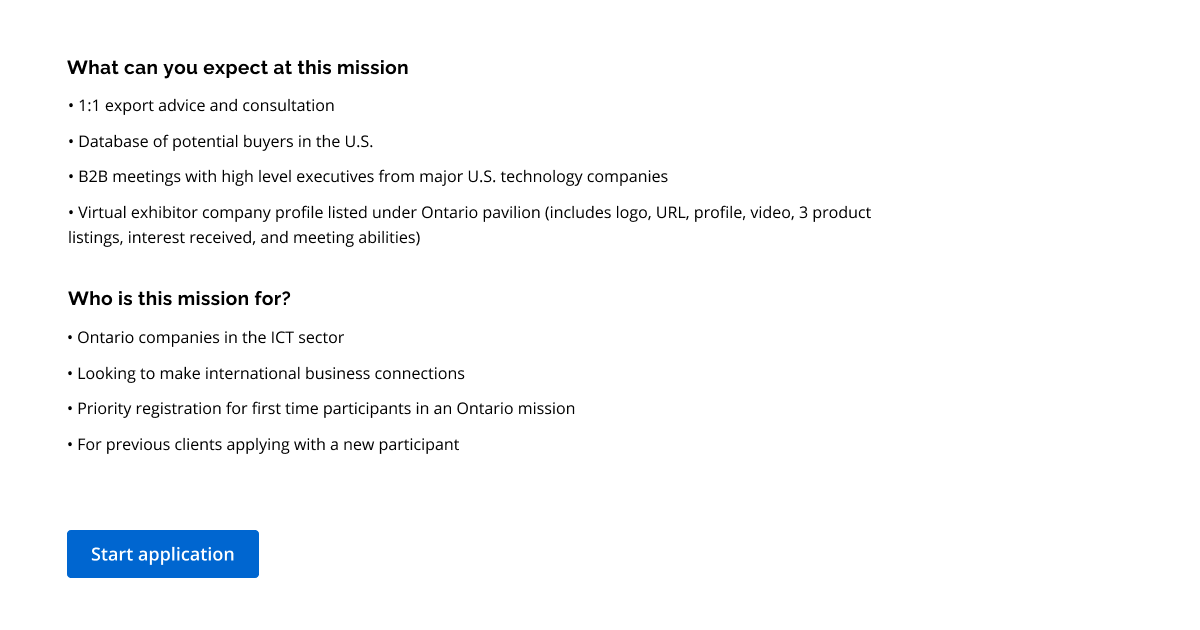 What can you expect at this mission
• 1:1 export advice and consultation
• Database of potential buyers in the U.S.
• B2B meetings with high level executives from major U.S. technology companies
• Virtual exhibitor company profile listed under Ontario pavilion (includes logo, URL, profile, video, 3 product
listings, interest received, and meeting abilities)
Who is this mission for?
• Ontario companies in the ICT sector
• Looking to make international business connections
• Priority registration for first time participants in an Ontario mission
• For previous clients applying with a new participant
Start application